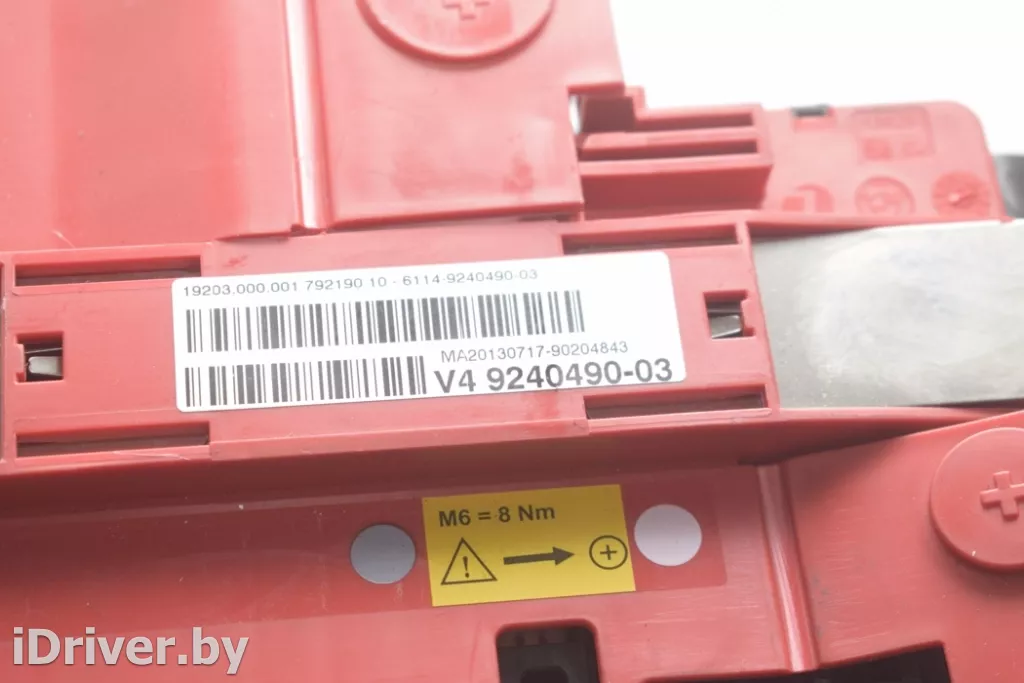 19203.000.001 792190 10 - 6114-9240490-03
MA20130717-90204843
V4 9240490-03
M6 = 8 Nm
iDriver.by